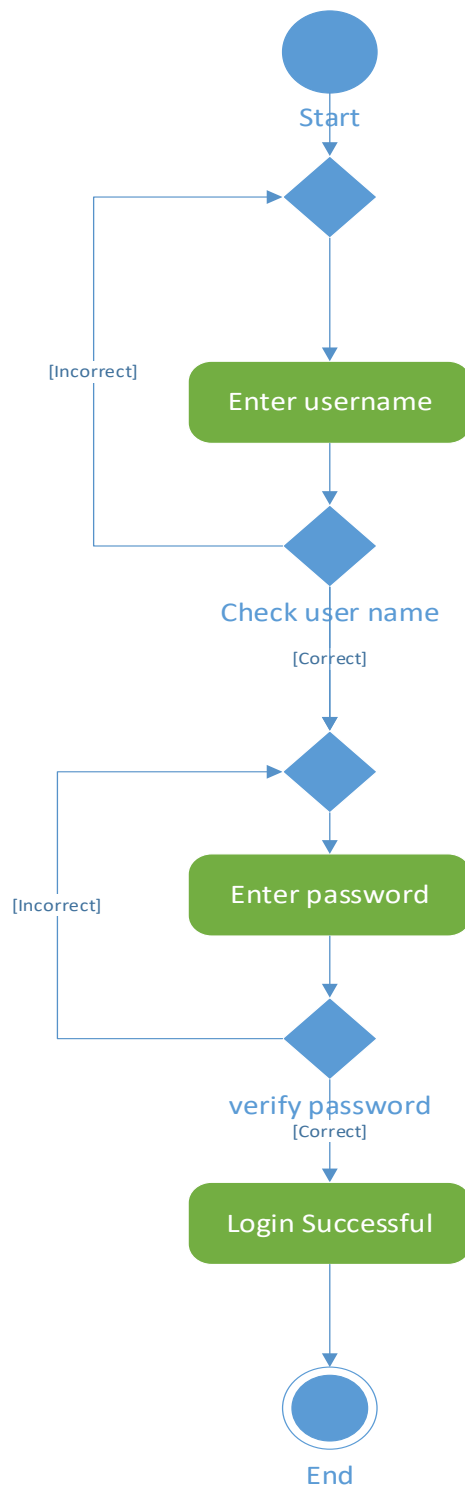 Start
[Incorrect]
Enter username
Check user name
[Correct]
Enter password
[Incorrect]
verify password
[Correct]
Login Successful
End